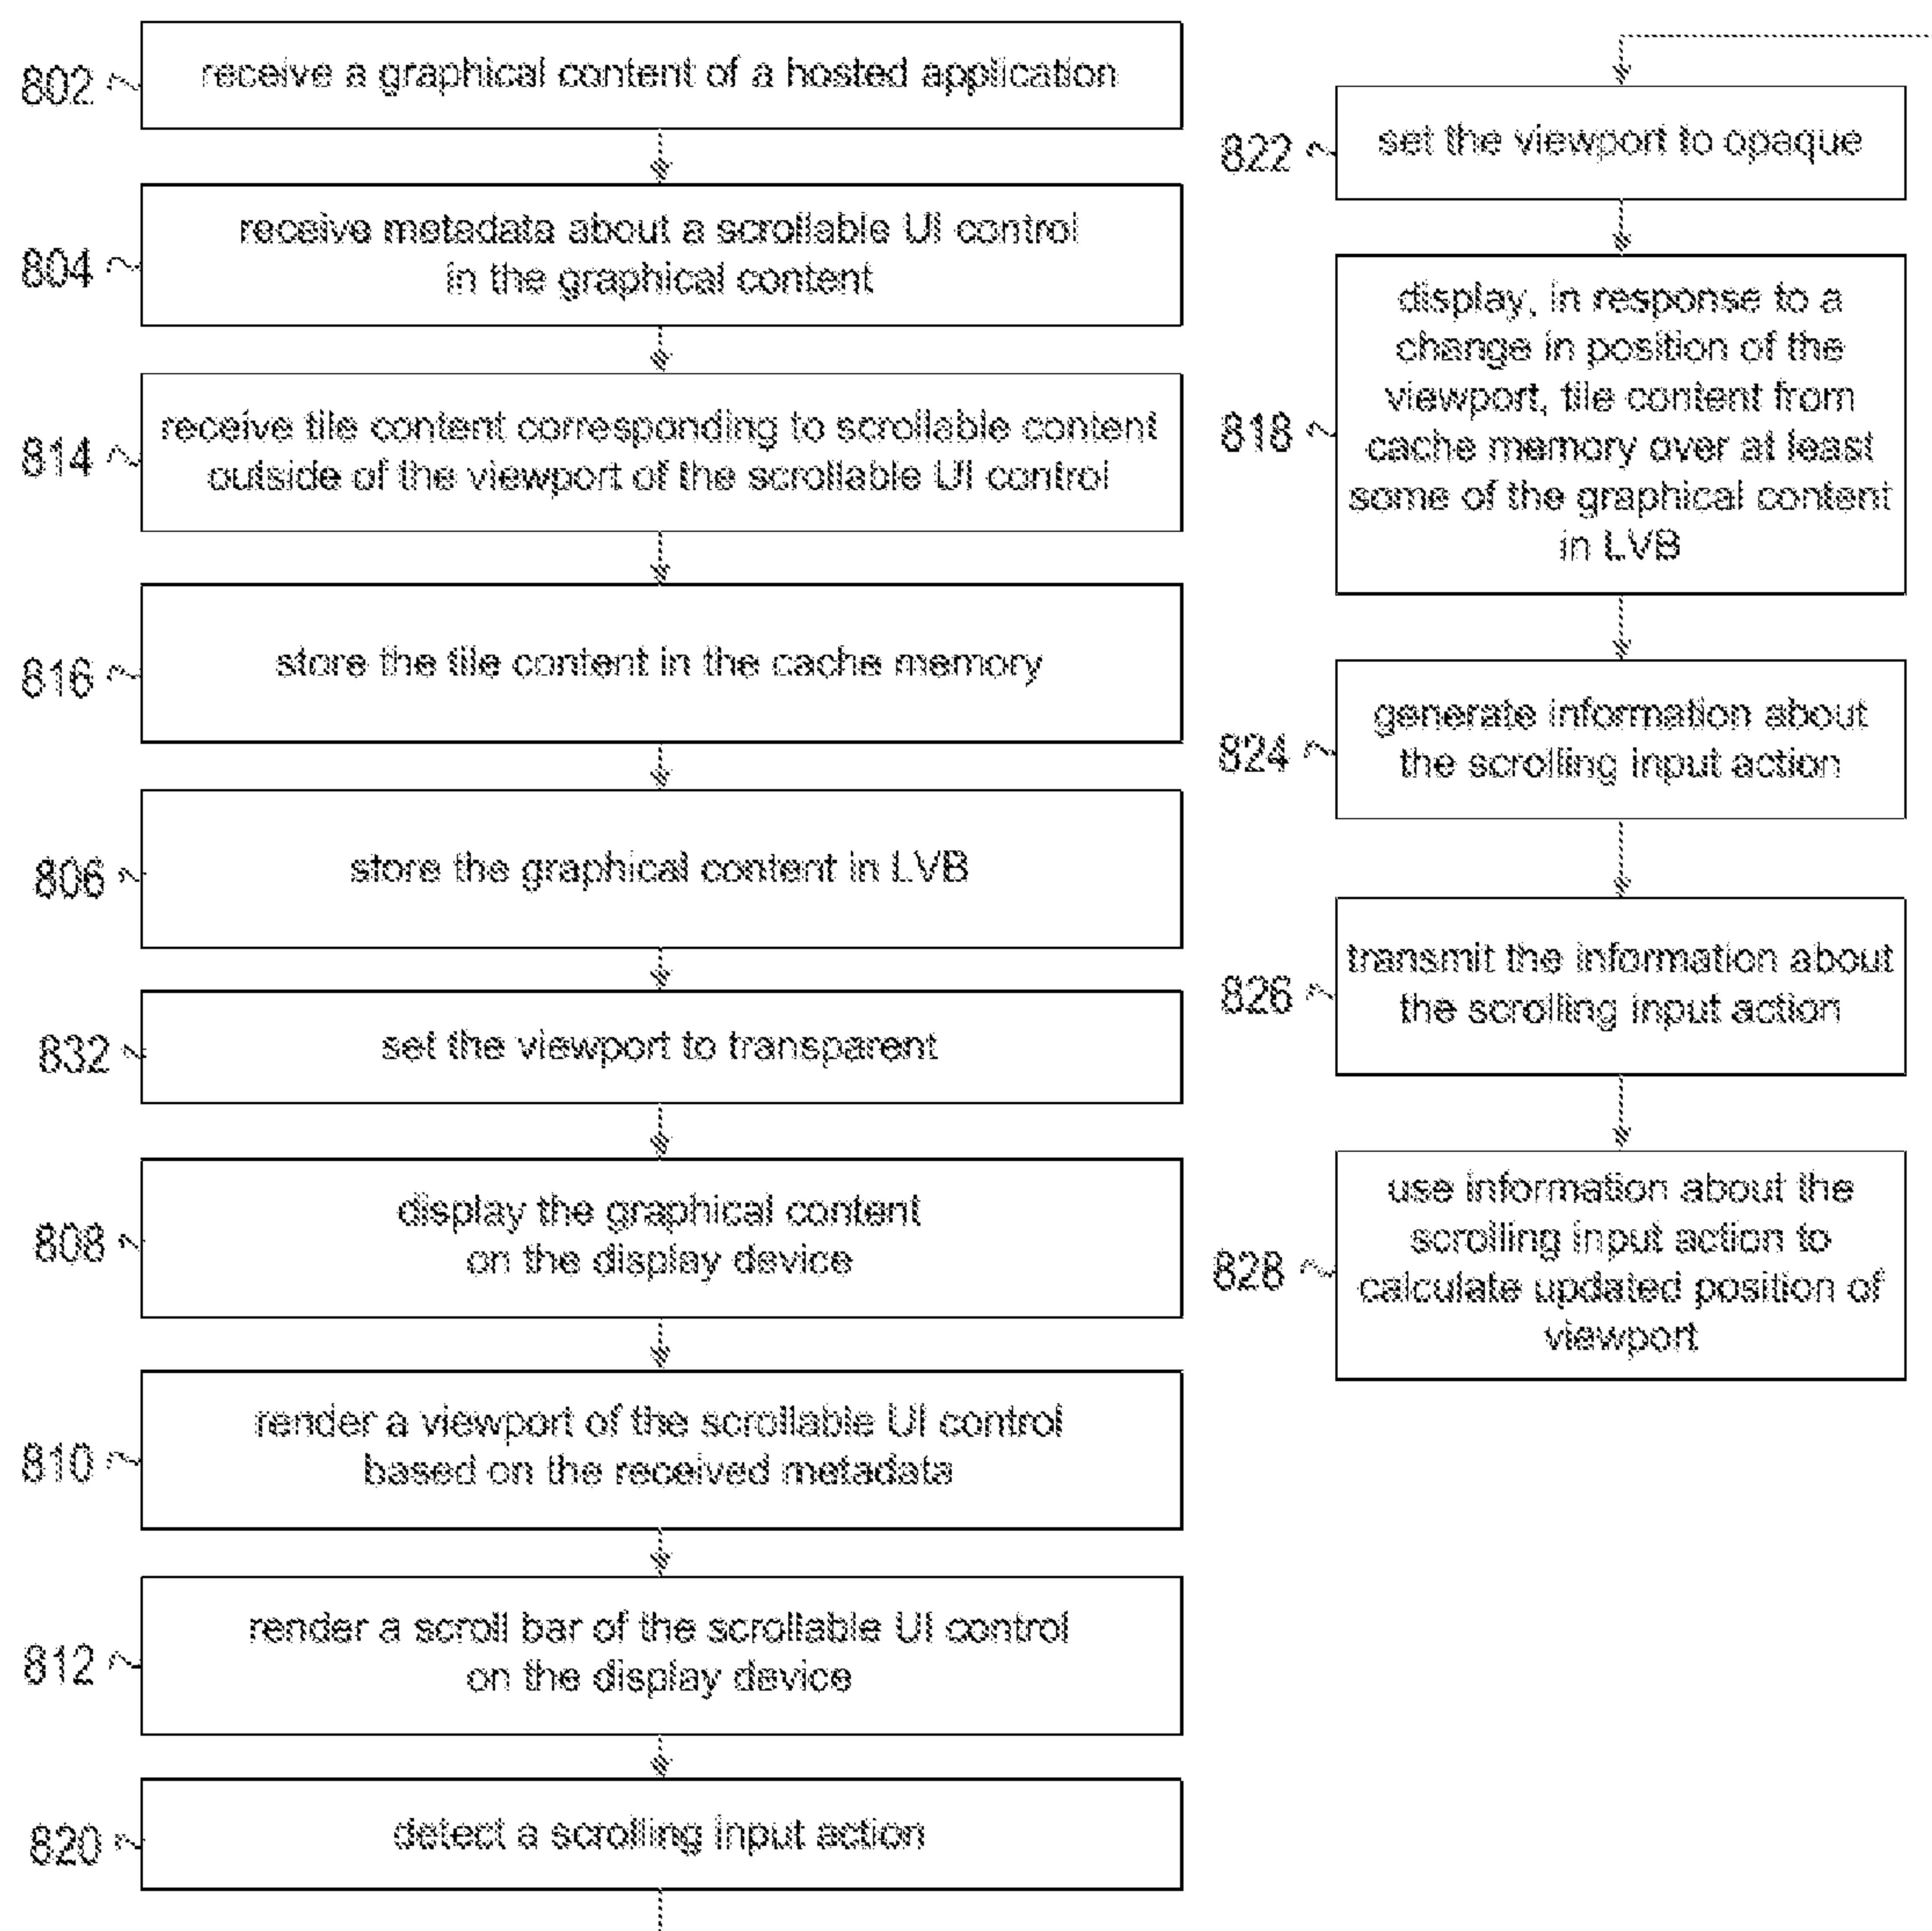 802
receive a graphical content of a hosted application
804
receive metadata about a scrollable UI control
in the graphical content
814
receive tile content corresponding to scrollable content
outside of the viewport of the scrollable UI control
816
store the tile content in the cache memory
806
store the graphical content in LVB
832
set the viewport to transparent
808
display the graphical content
on the display device
810
render a viewport of the scrollable UI control
based on the received metadata
812
render a scroll bar of the scrollable UI control
on the display device
820
detect a scrolling input action
822
set the viewport to opaque
818
display, in response to a
change in position of the
viewport, tile content from
cache memory over at least
some of the graphical content
in LVB
824
generate information about
the scrolling input action
826
transmit the information about
the scrolling input action
828
use information about the
scrolling input action to
calculate updated position of
viewport